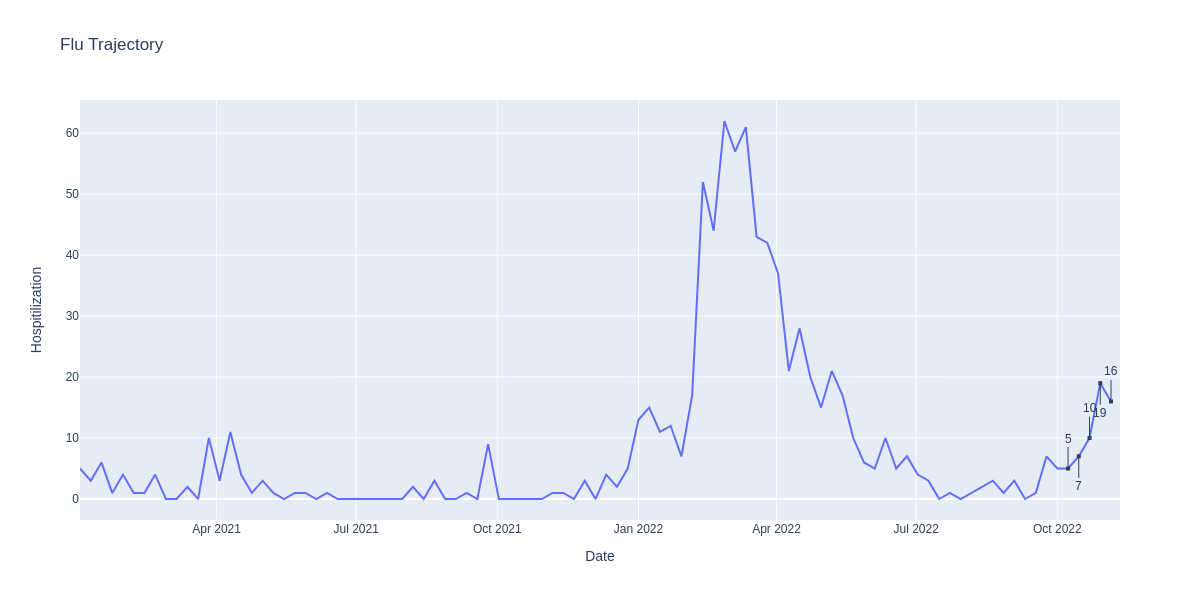 Flu Trajectory
60
50
40
30
20
10
0
Hospitilization
16
10
19
5
7
Apr 2021
Jul 2021
Oct 2021
Jan 2022
Apr 2022
Jul 2022
Oct 2022
Date